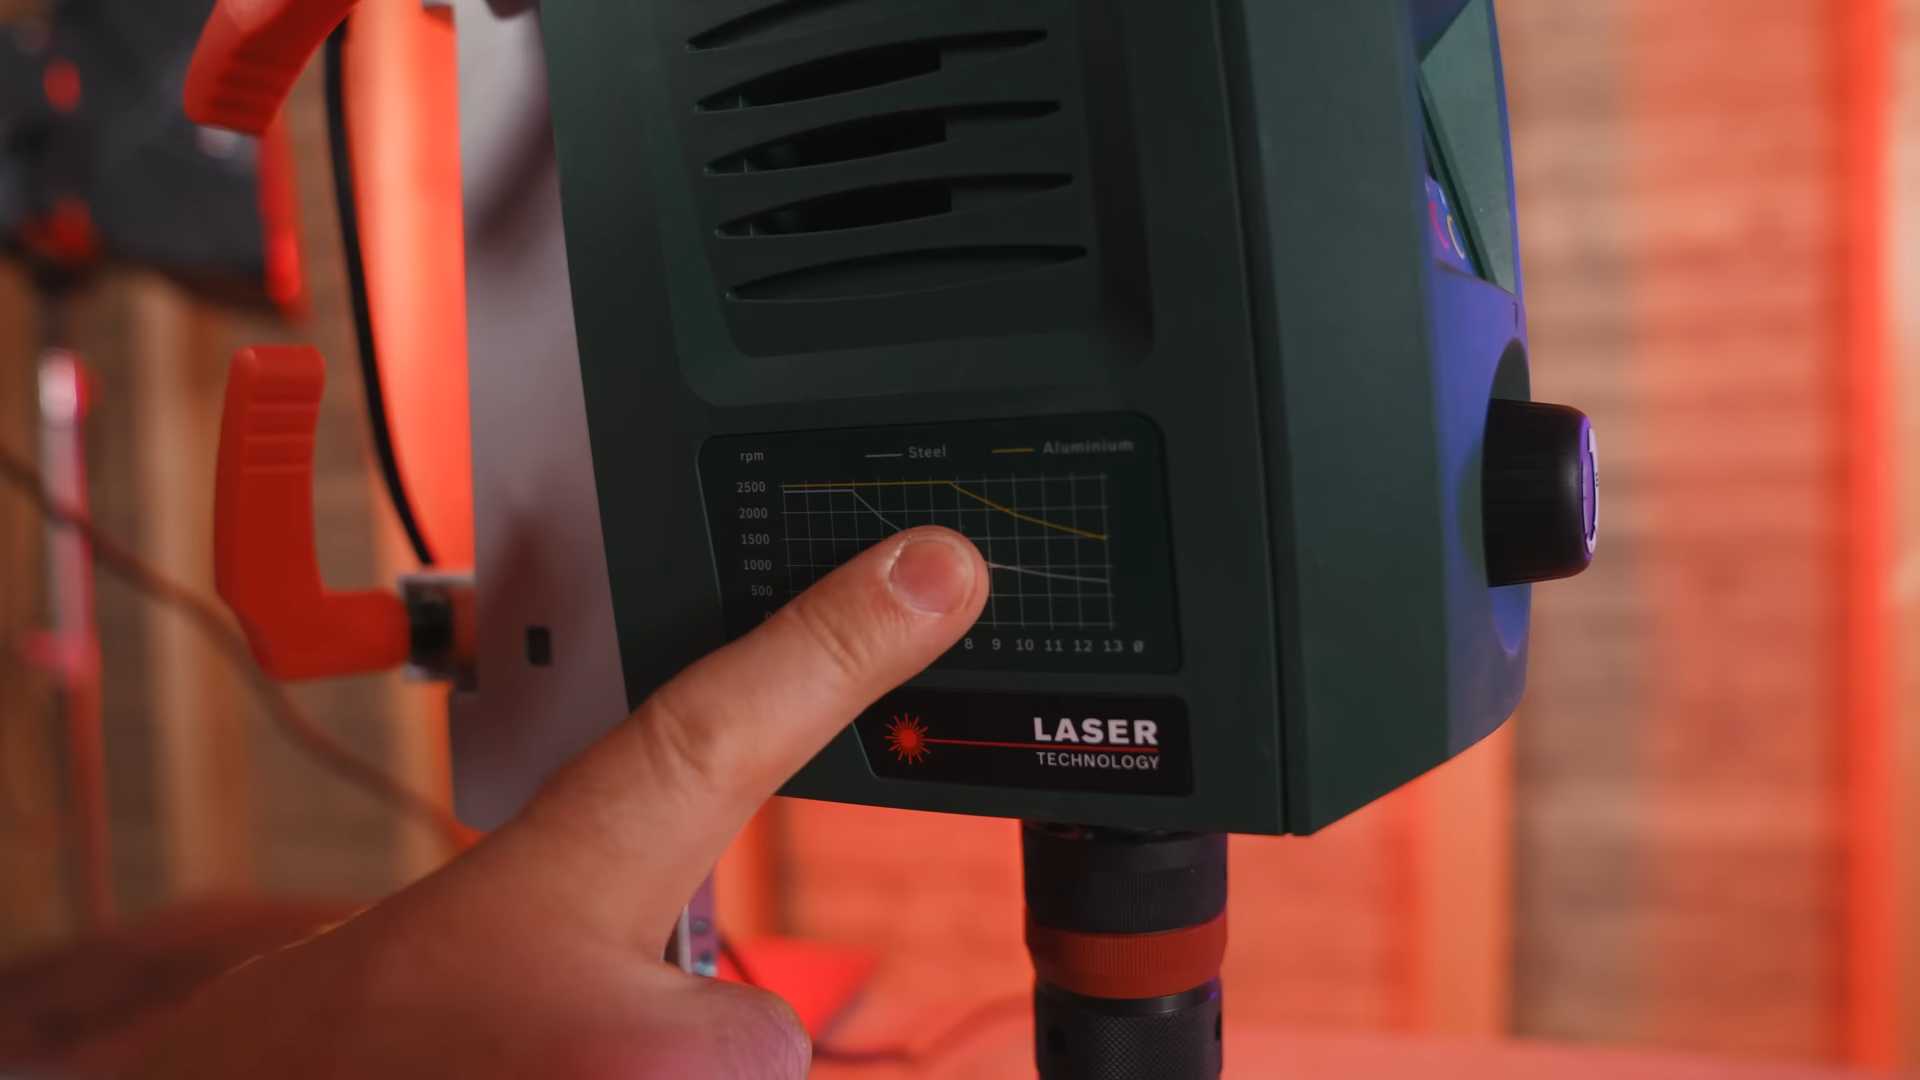 rpm Steel Aluminium
2500
2000
1500
1000
500
8 9 10 11 12 13 Ø
LASER
TECHNOLOGY